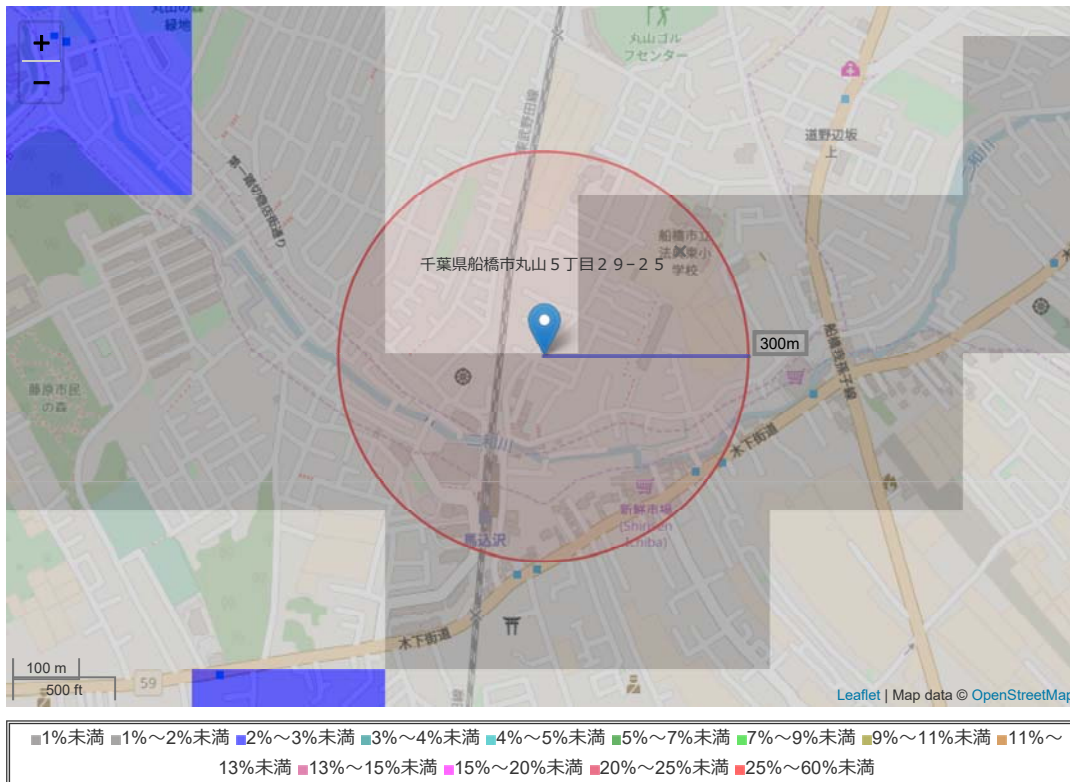 丸山の
緑地
+
−
丸山ゴル
フセンター
東武野田線
道野辺坂
上
二和川
第一鎌切商店街通り
船橋市立
法典東小
学校
千葉県船橋市丸山5丁目29−25
300m
藤原市民
の森
船橋我孫子線
二和川
木下街道
新鮮市場
(Shinsen
Ichiba)
馬込沢
木下街道
100 m
500 ft
59
Leaflet | Map data © OpenStreetMap
■1%未満 ■1%～2%未満 ■2%～3%未満 ■3%～4%未満 ■4%～5%未満 ■5%～7%未満 ■7%～9%未満 ■9%～11%未満 ■11%～
13%未満 ■13%～15%未満 ■15%～20%未満 ■20%～25%未満 ■25%～60%未満